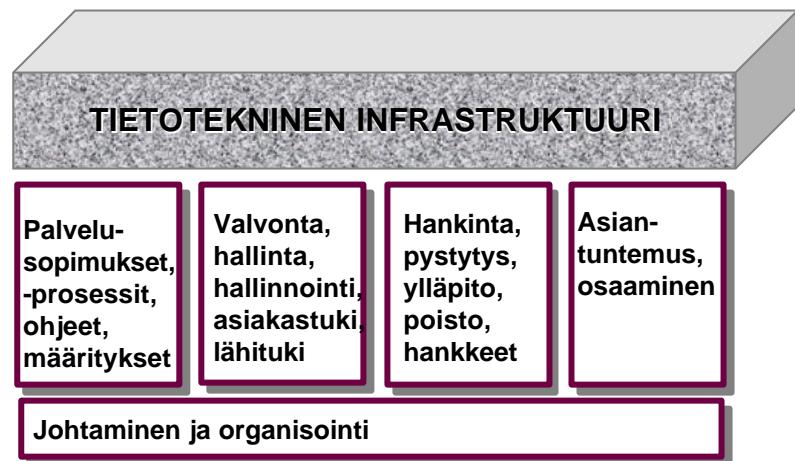 TIETOTEKNINEN INFRASTRUKTUURI
Palvelu-
sopimukset,
-prosessit,
ohjeet,
määritykset
Valvonta,
hallinta,
hallinnointi,
asiakastuki,
lähituki
Hankinta,
pystytys,
ylläpito,
poisto,
hankkeet
Asian-
tuntemus,
osaaminen
Johtaminen ja organisointi